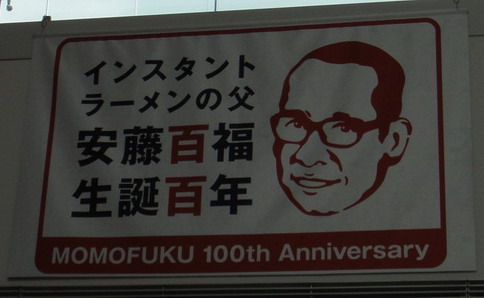 インスタント
ラーメンの父
安藤百福
生誕百年
MOMOFUKU 100th Anniversary